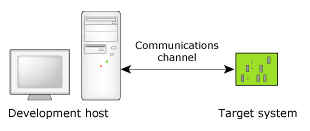 Communications
channel
Development host
Target system